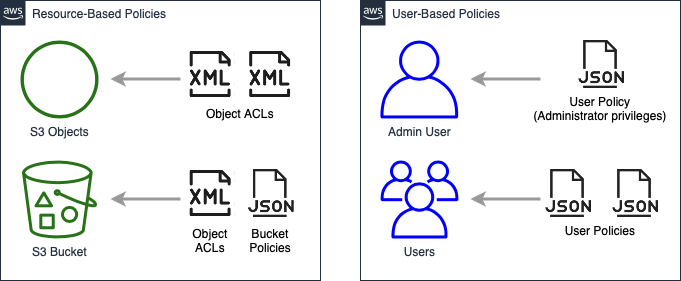 aws
Resource-Based Policies
XML
XML
Object ACLs
S3 Objects
XML
JSON
Object
ACLs
Bucket
Policies
S3 Bucket
aws
User-Based Policies
JSON
User Policy
(Administrator privileges)
Admin User
JSON
JSON
User Policies
Users